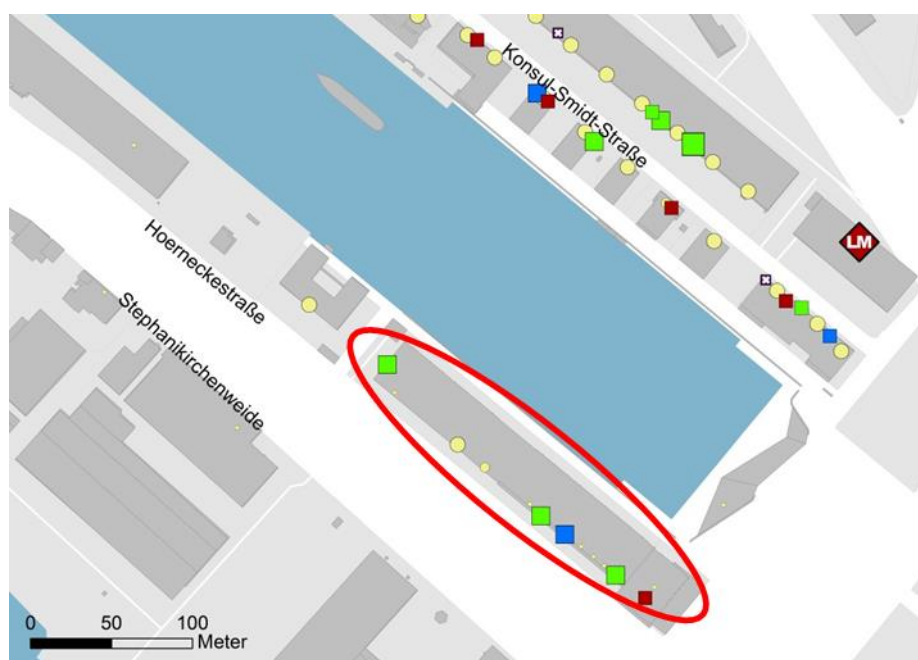 Konsul-Smidt-Straße
LM
Hoerneckestraße
Stephanikirchenweide
0 50 100
Meter